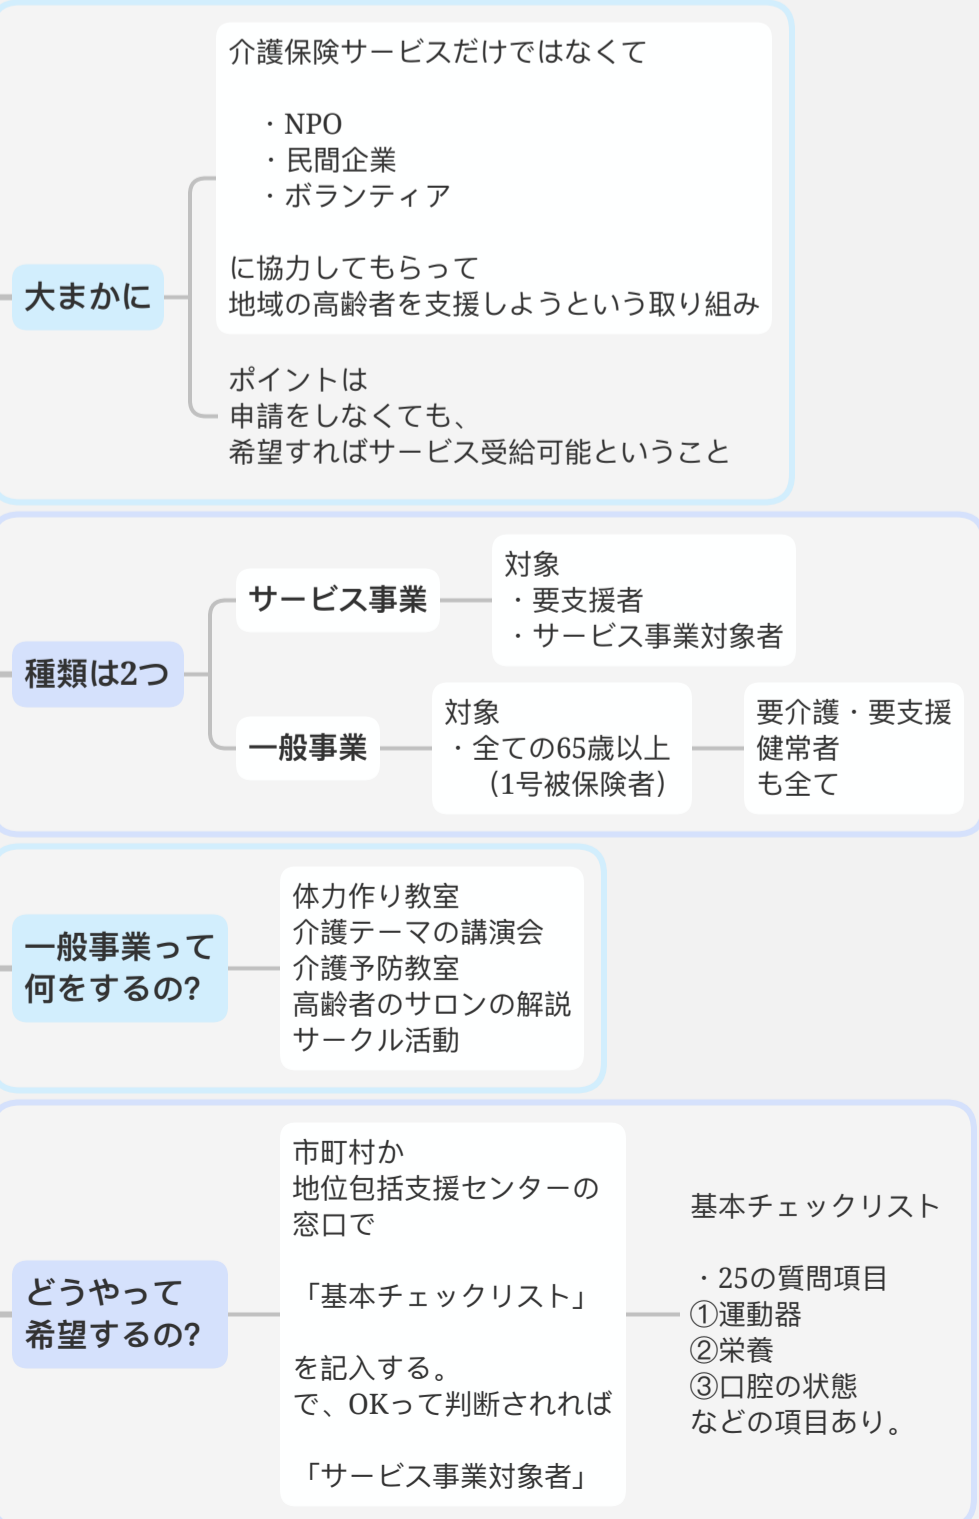 大まかに
介護保険サービスだけではなくて
・NPO
・民間企業
・ボランティア
に協力してもらって
地域の高齢者を支援しようという取り組み
ポイントは
申請をしなくても、
希望すればサービス受給可能ということ
種類は2つ
サービス事業
対象
・要支援者
・サービス事業対象者
一般事業
対象
・全ての65歳以上
（1号被保険者）
要介護・要支援
健常者
も全て
一般事業って
何をするの?
体力作り教室
介護テーマの講演会
介護予防教室
高齢者のサロンの解説
サークル活動
どうやって
希望するの?
市町村か
地位包括支援センターの
窓口で
「基本チェックリスト」
を記入する。
で、OKって判断されれば
「サービス事業対象者」
基本チェックリスト
・25の質問項目
①運動器
②栄養
③口腔の状態
などの項目あり。